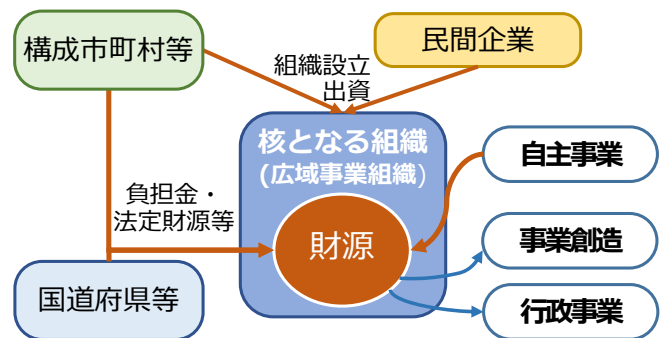 構成市町村等
民間企業
組織設立
出資
核となる組織
(広域事業組織)
自主事業
負担金・
法定財源等
財源
事業創造
国道府県等
行政事業